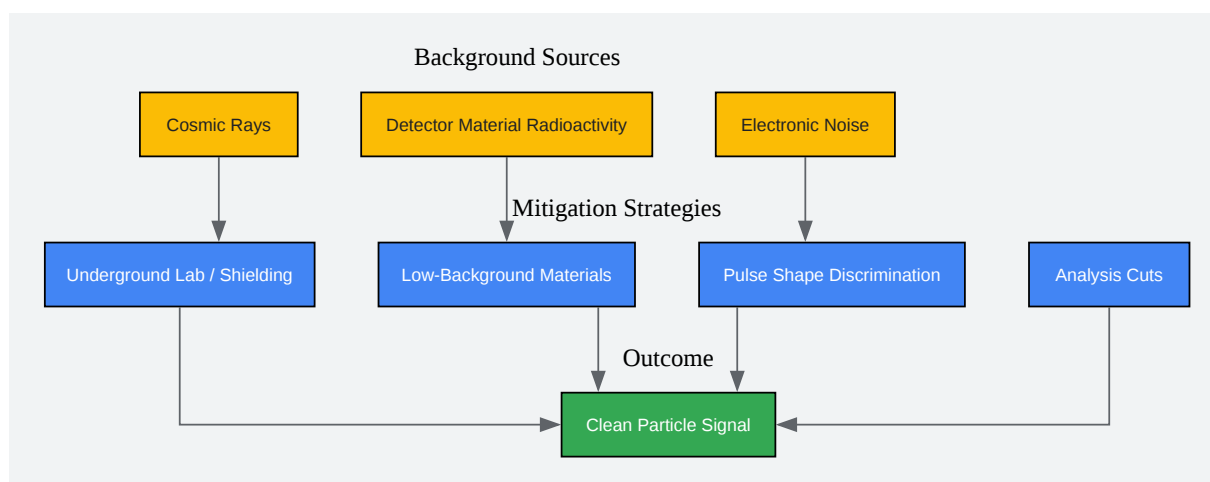 Background Sources
Cosmic Rays
Detector Material Radioactivity
Electronic Noise
Mitigation Strategies
Underground Lab / Shielding
Low-Background Materials
Pulse Shape Discrimination
Analysis Cuts
Outcome
Clean Particle Signal